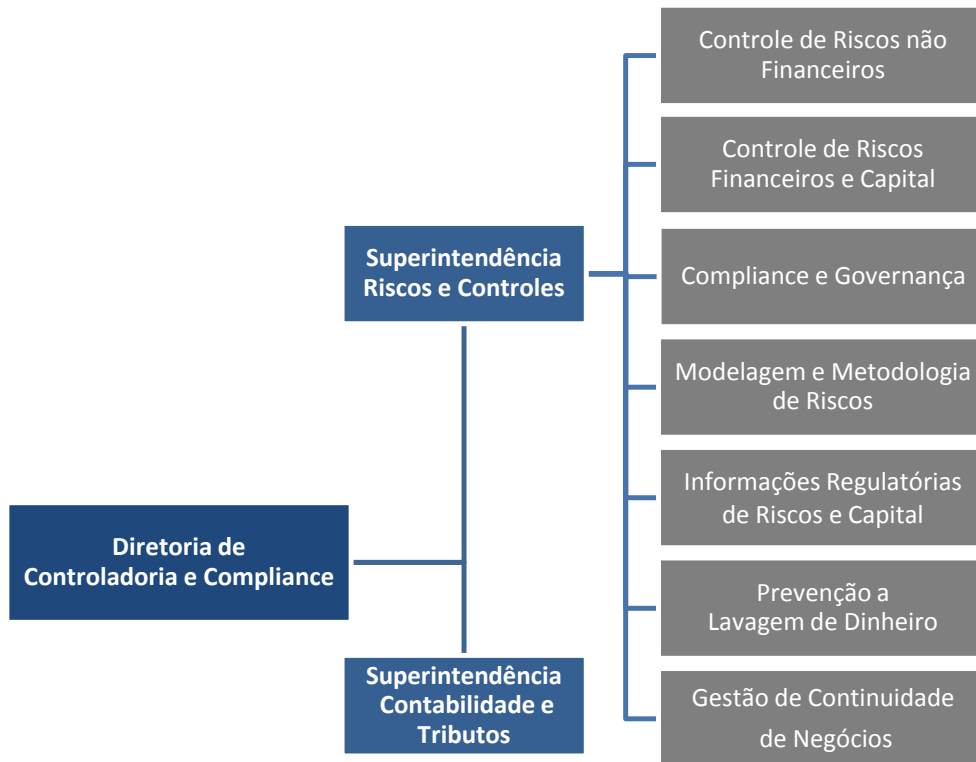 Controle de Riscos não
Financeiros
Controle de Riscos
Financeiros e Capital
Superintendência
Riscos e Controles
Compliance e Governança
Modelagem e Metodologia
de Riscos
Informações Regulatórias
de Riscos e Capital
Diretoria de
Controladoria e Compliance
Prevenção a
Lavagem de Dinheiro
Superintendência
Contabilidade e
Tributos
Gestão de Continuidade
de Negócios